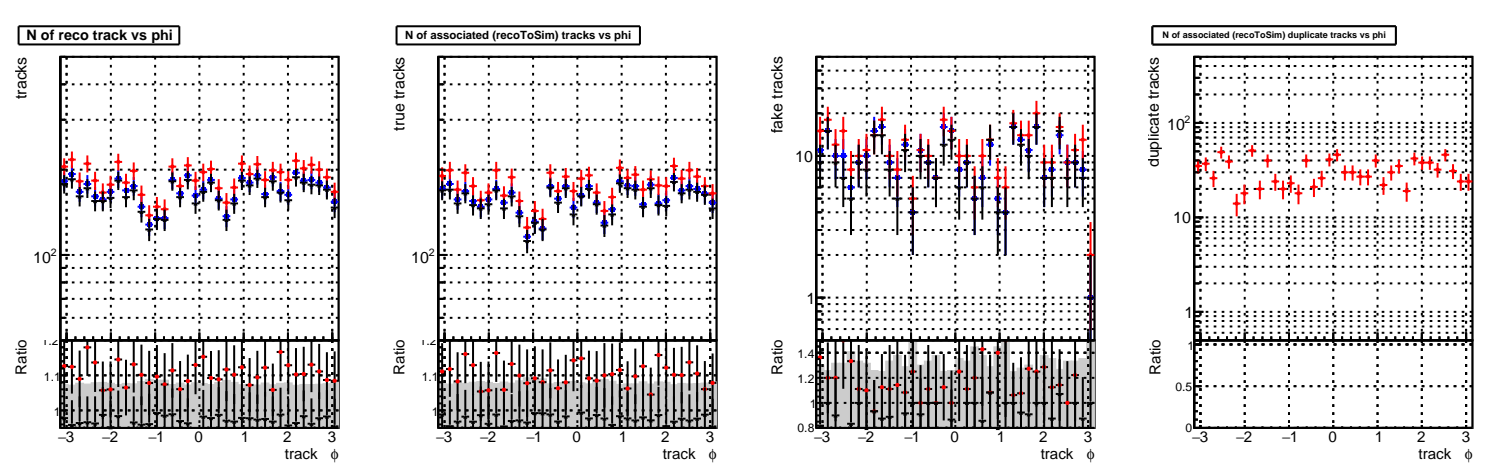 N of reco track vs phi
tracks
10²
Ratio
1.2
1.1
1
−3 −2 −1 0 1 2 3
track ϕ
N of associated (recoToSim) tracks vs phi
true tracks
10²
Ratio
1.2
1.1
1
−3 −2 −1 0 1 2 3
track ϕ
fake tracks
10
1
Ratio
1.4
1.2
1
0.8
−3 −2 −1 0 1 2 3
track ϕ
N of associated (recoToSim) duplicate tracks vs phi
duplicate tracks
10²
10
1
Ratio
1
0.5
0
−3 −2 −1 0 1 2 3
track ϕ